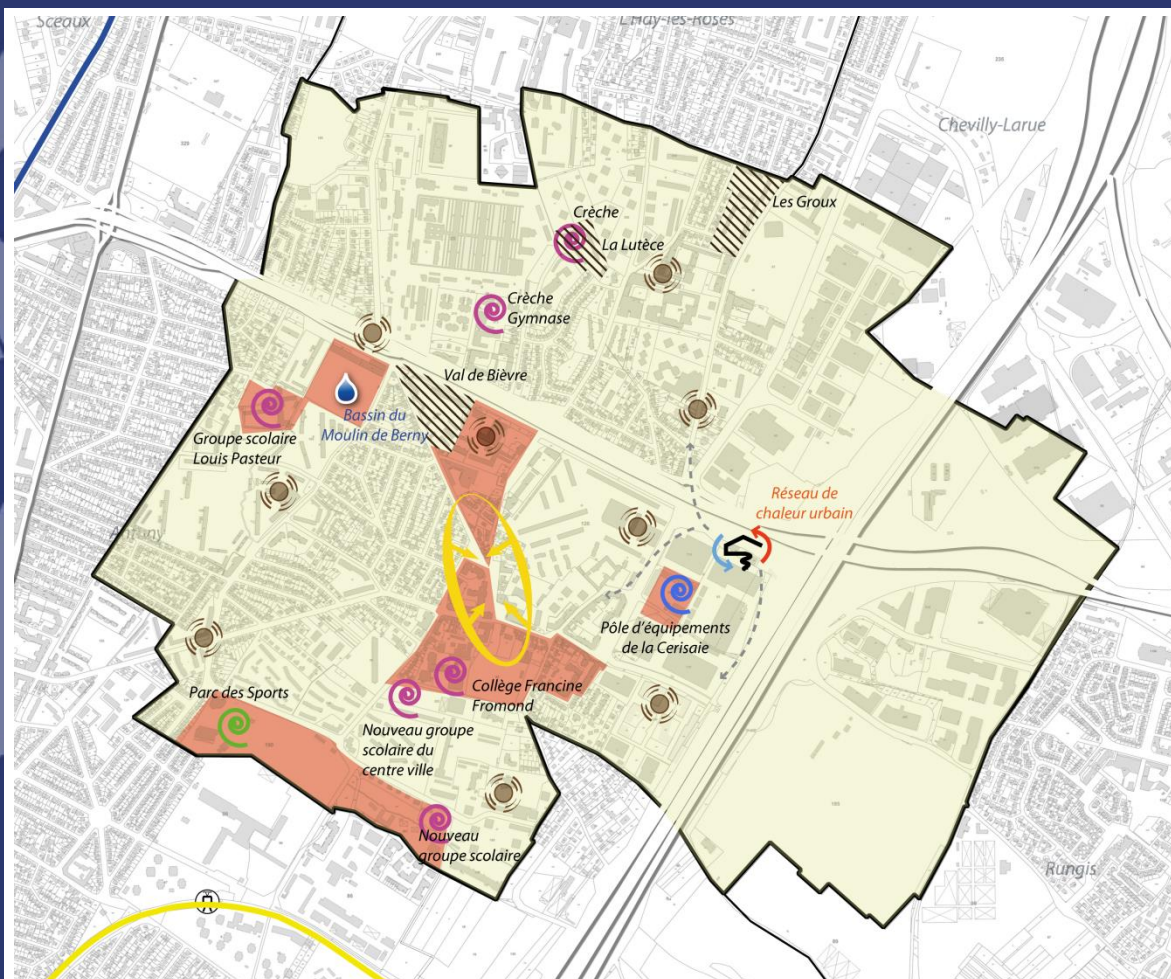 Sceaux
L'Haÿ-les-Roses
Chevilly-Larue
Les Groux
Crèche
La Lutèce
Crèche
Gymnase
Val de Bièvre
Bassin du
Moulin de Berny
Groupe scolaire
Louis Pasteur
Réseau de
chaleur urbain
Antony
Pôle d'équipements
de la Cerisaie
Parc des Sports
Collège Francine
Fromond
Nouveau groupe
scolaire du
centre ville
Nouveau
groupe scolaire
Rungis